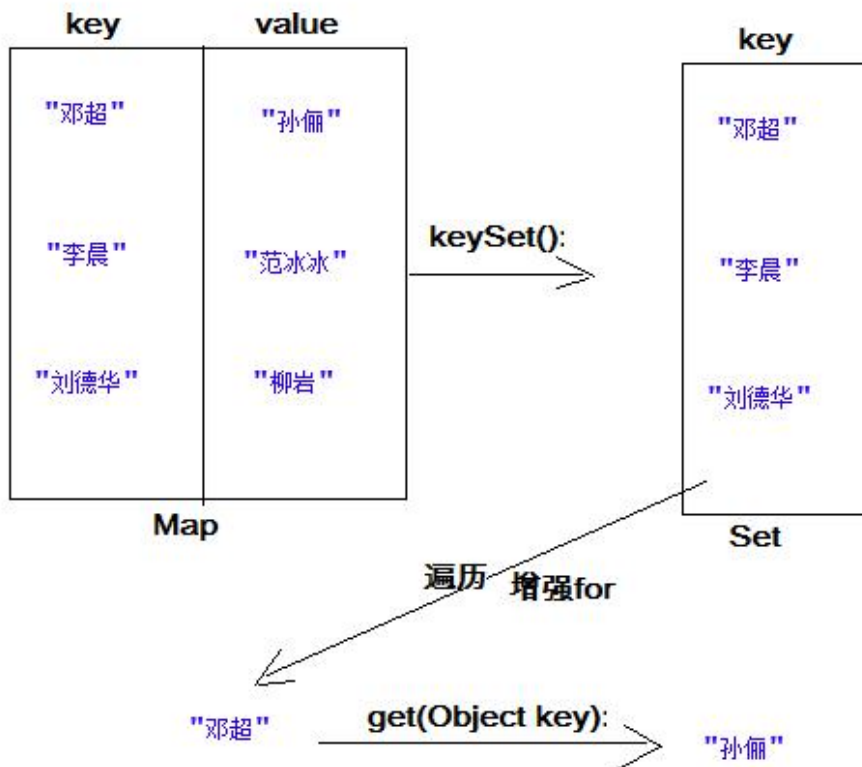 key value
key
"邓超" "孙俪"
"邓超"
keySet():
"李晨" "范冰冰"
"李晨"
"刘德华" "柳岩"
"刘德华"
Map
Set
遍历 增强for
"邓超" get(Object key): "孙俪"